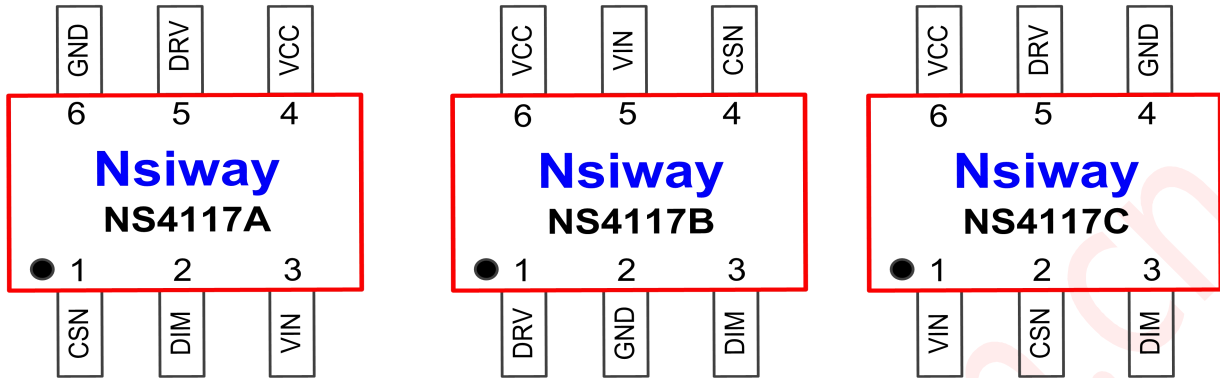 GND DRV VCC
6 5 4
Nsiway
NS4117A
1 2 3
CSN DIM VIN
VCC VIN CSN
6 5 4
Nsiway
NS4117B
1 2 3
DRV GND DIM
VCC DRV GND
6 5 4
Nsiway
NS4117C
1 2 3
VIN CSN DIM